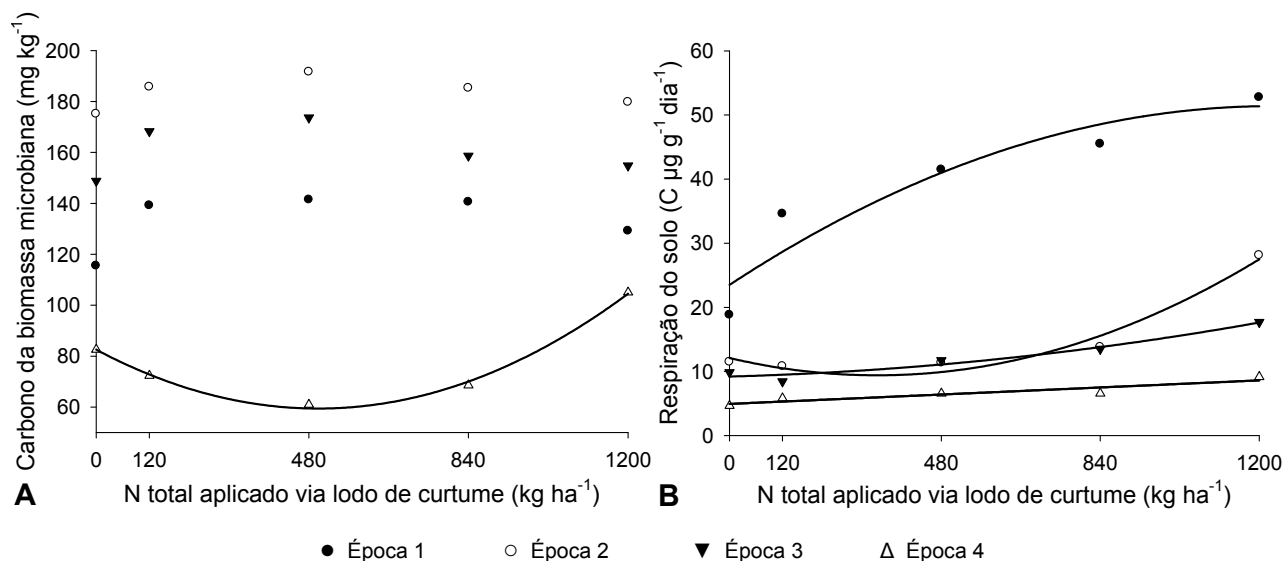 Carbono da biomassa microbiana (mg kg⁻¹)
200
180
160
140
120
100
80
60
0 120 480 840 1200
N total aplicado via lodo de curtume (kg ha⁻¹)
A
Respiração do solo (C µg g⁻¹ dia⁻¹)
60
50
40
30
20
10
0
0 120 480 840 1200
N total aplicado via lodo de curtume (kg ha⁻¹)
B
Época 1 Época 2 Época 3 Época 4